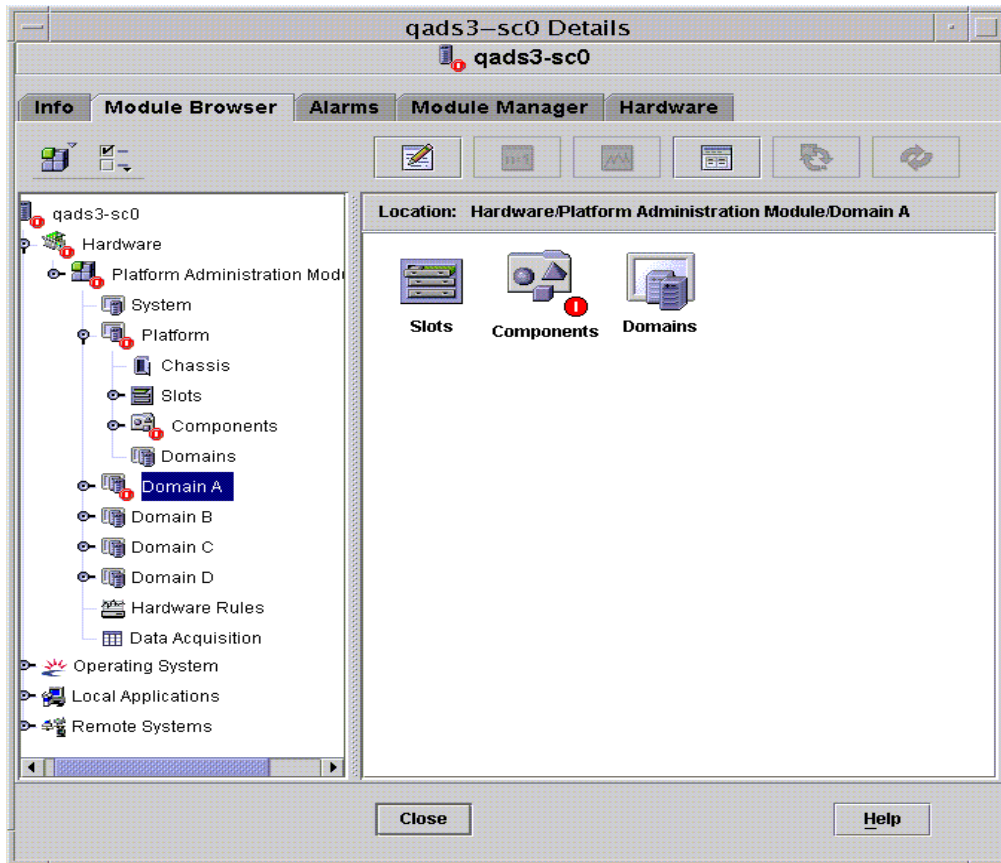 qads3-sc0 Details
qads3-sc0
Info Module Browser Alarms Module Manager Hardware
qads3-sc0
Hardware
Platform Administration Modu
System
Platform
Chassis
Slots
Components
Domains
Domain A
Domain B
Domain C
Domain D
Hardware Rules
Data Acquisition
Operating System
Local Applications
Remote Systems
Location: Hardware/Platform Administration Module/Domain A
Slots
Components
Domains
Close
Help